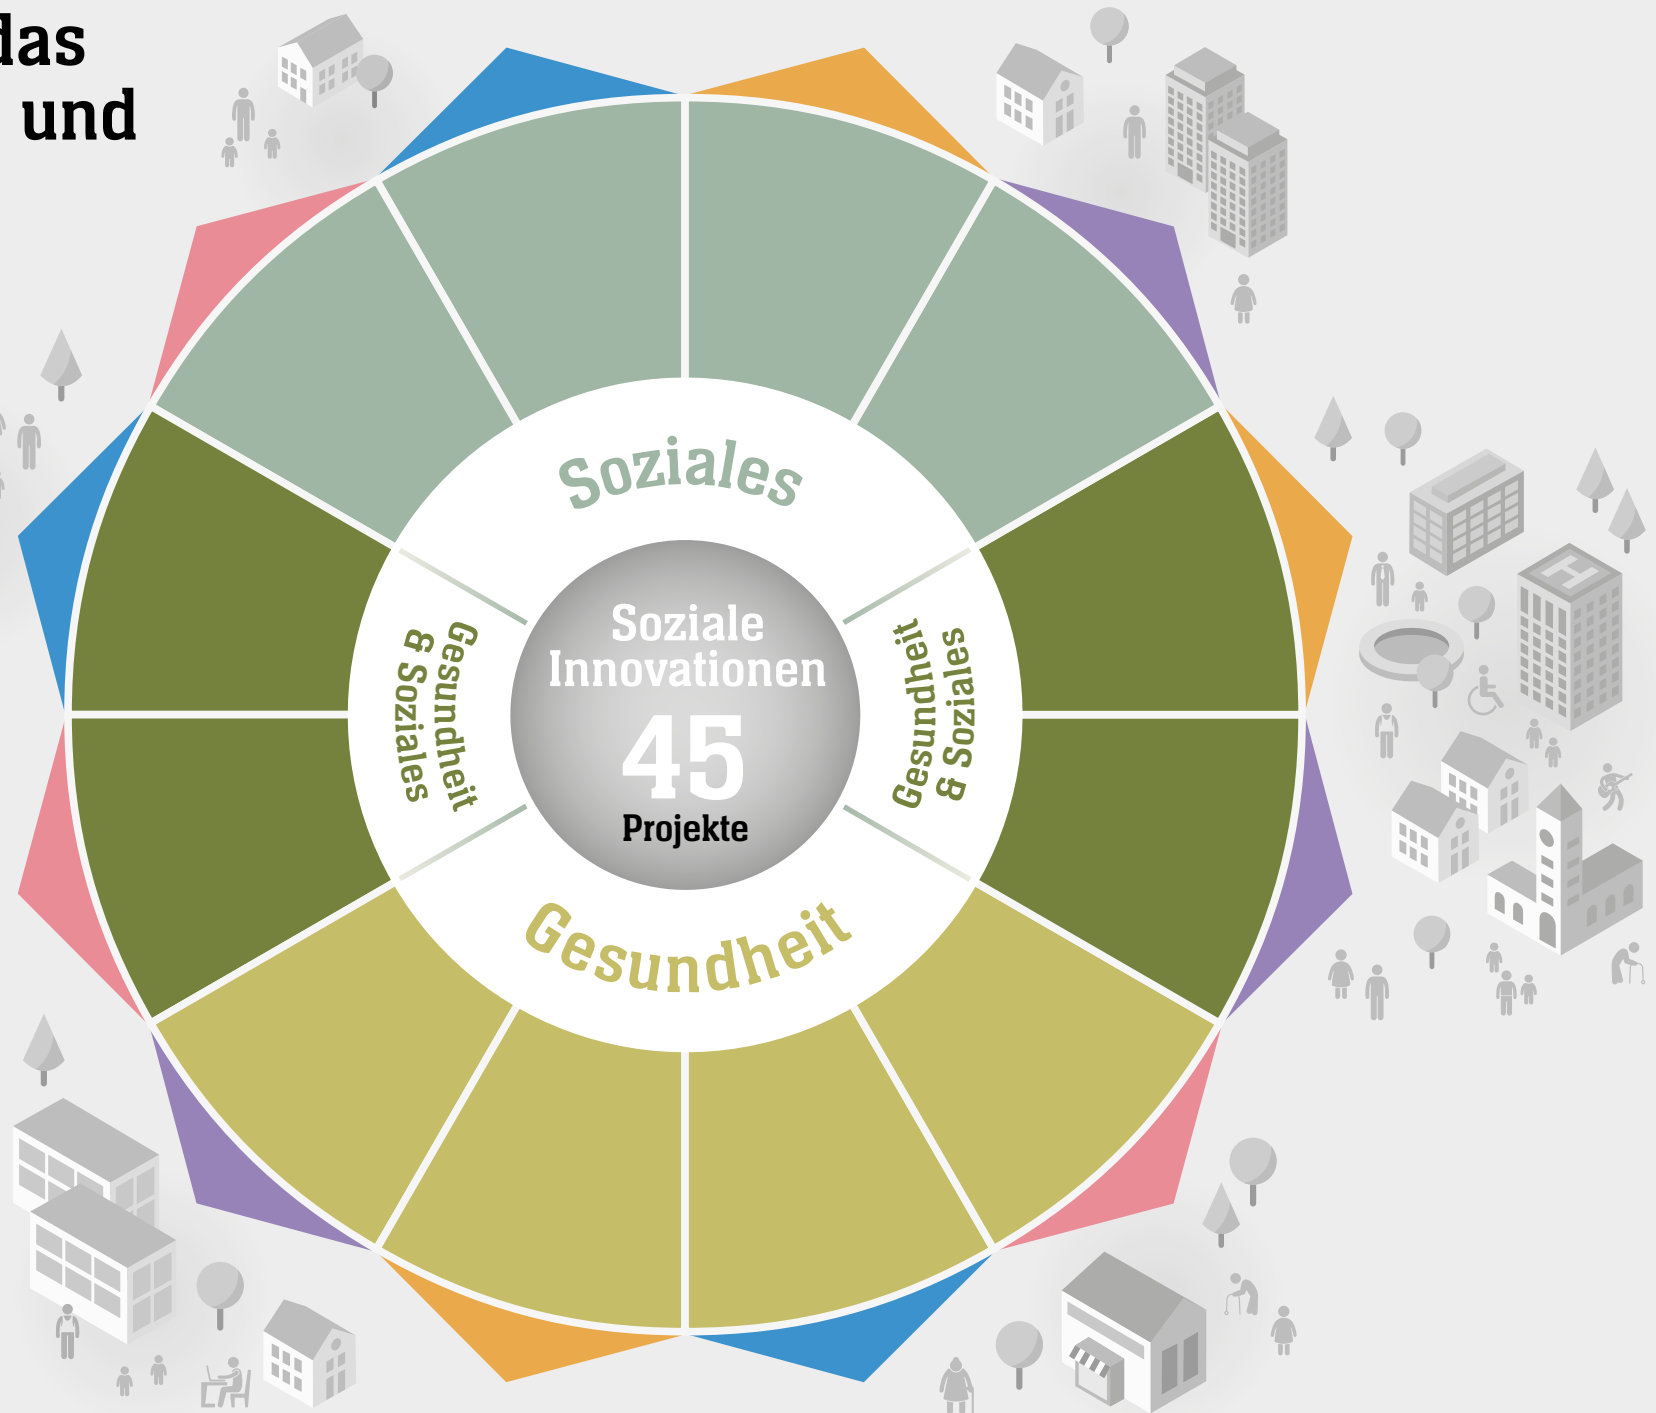 das
und
Soziales
Gesundheit
& Soziales
Soziale
Innovationen
45
Projekte
Gesundheit
& Soziales
Gesundheit